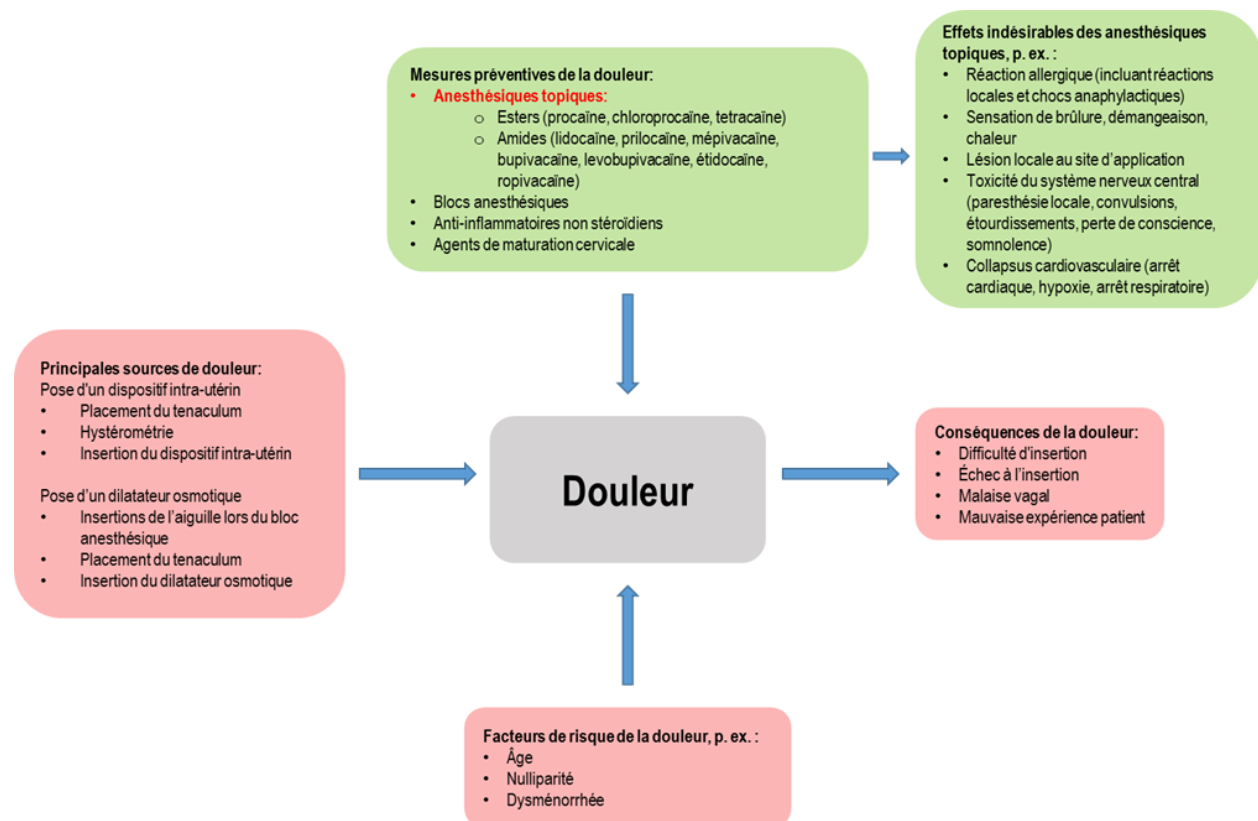 Mesures préventives de la douleur:
• Anesthésiques topiques:
o Esters (procaïne, chloroprocaïne, tetracaïne)
o Amides (lidocaïne, prilocaïne, mépivacaïne,
bupivacaïne, levobupivacaïne, étidocaïne,
ropivacaïne)
• Blocs anesthésiques
• Anti-inflammatoires non stéroïdiens
• Agents de maturation cervicale
Effets indésirables des anesthésiques
topiques, p. ex. :
• Réaction allergique (incluant réactions
locales et chocs anaphylactiques)
• Sensation de brûlure, démangeaison,
chaleur
• Lésion locale au site d'application
• Toxicité du système nerveux central
(paresthésie locale, convulsions,
étourdissements, perte de conscience,
somnolence)
• Collapsus cardiovasculaire (arrêt
cardiaque, hypoxie, arrêt respiratoire)
Principales sources de douleur:
Pose d'un dispositif intra-utérin
• Placement du tenaculum
• Hystérométrie
• Insertion du dispositif intra-utérin
Pose d'un dilatateur osmotique
• Insertions de l'aiguille lors du bloc
anesthésique
• Placement du tenaculum
• Insertion du dilatateur osmotique
Douleur
Conséquences de la douleur:
• Difficulté d'insertion
• Échec à l'insertion
• Malaise vagal
• Mauvaise expérience patient
Facteurs de risque de la douleur, p. ex. :
• Âge
• Nulliparité
• Dysménorrhée